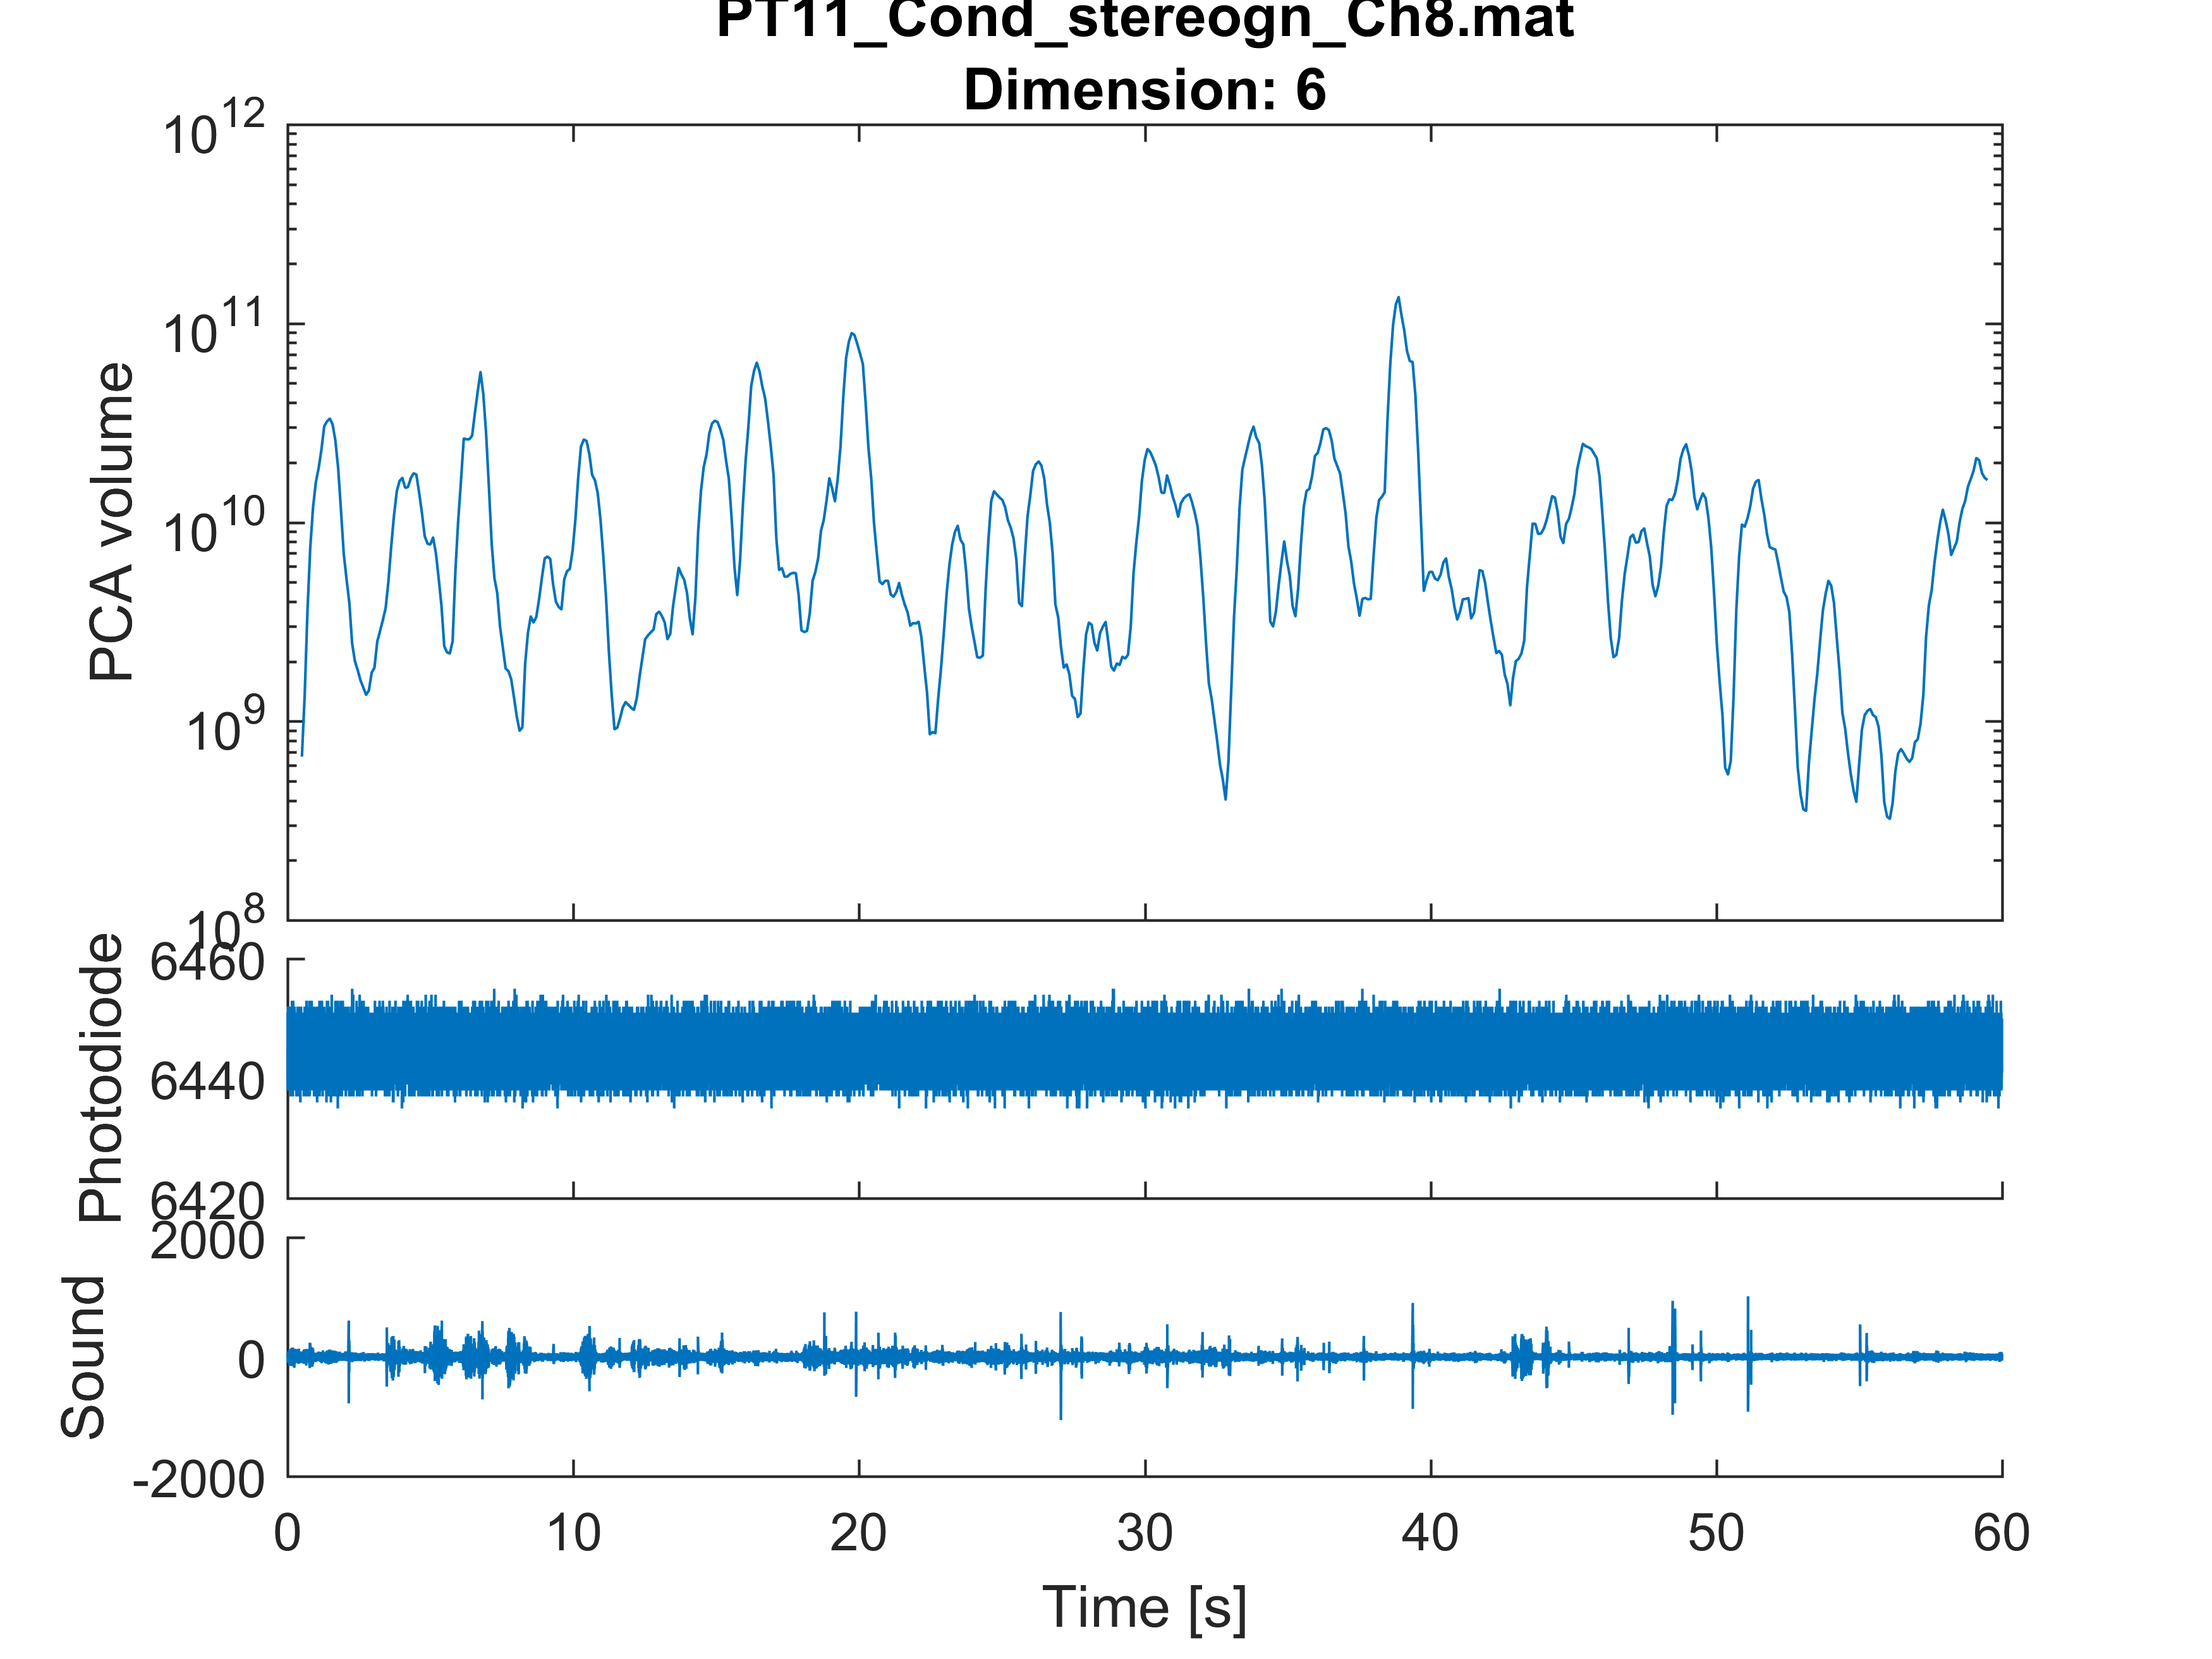 PT11_Cond_stereogn_Ch8.mat
Dimension: 6
10^12
10^11
10^10
10^9
10^8
PCA volume
6460
6440
6420
Photodiode
2000
0
-2000
Sound
0 10 20 30 40 50 60
Time [s]